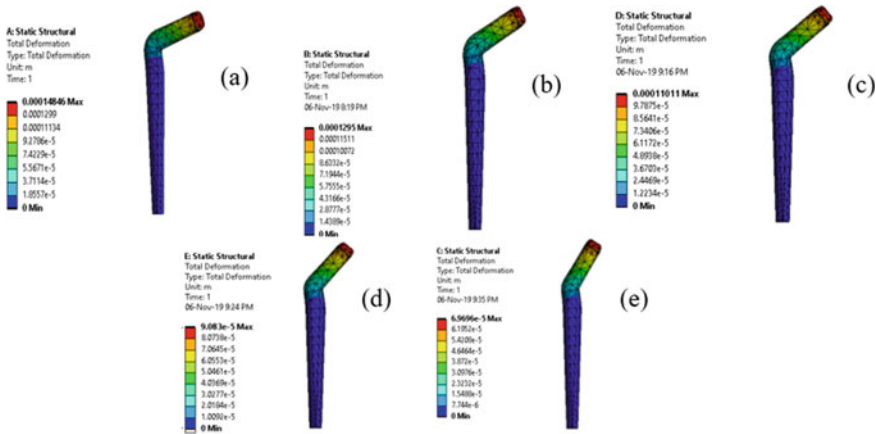 A: Static Structural
Total Deformation
Type: Total Deformation
Unit: m
Time: 1
0.00014846 Max
0.0001299
0.00011134
9.2786e-5
7.4229e-5
5.5671e-5
3.7114e-5
1.8557e-5
0 Min
(a)
B: Static Structural
Total Deformation
Type: Total Deformation
Unit: m
Time: 1
06-Nov-19 8:19 PM
0.0001295 Max
0.00011511
0.00010072
8.6332e-5
7.1944e-5
5.7555e-5
4.3166e-5
2.8777e-5
1.4389e-5
0 Min
(b)
D: Static Structural
Total Deformation
Type: Total Deformation
Unit: m
Time: 1
06-Nov-19 9:16 PM
0.00011011 Max
9.7875e-5
8.5641e-5
7.3406e-5
6.1172e-5
4.8938e-5
3.6703e-5
2.4469e-5
1.2234e-5
0 Min
(c)
E: Static Structural
Total Deformation
Type: Total Deformation
Unit: m
Time: 1
06-Nov-19 9:24 PM
9.083e-5 Max
8.0738e-5
7.0645e-5
6.0553e-5
5.0461e-5
4.0369e-5
3.0277e-5
2.0184e-5
1.0092e-5
0 Min
(d)
C: Static Structural
Total Deformation
Type: Total Deformation
Unit: m
Time: 1
06-Nov-19 9:35 PM
6.9696e-5 Max
6.1952e-5
5.4208e-5
4.6464e-5
3.872e-5
3.0976e-5
2.3232e-5
1.5488e-5
7.744e-6
0 Min
(e)